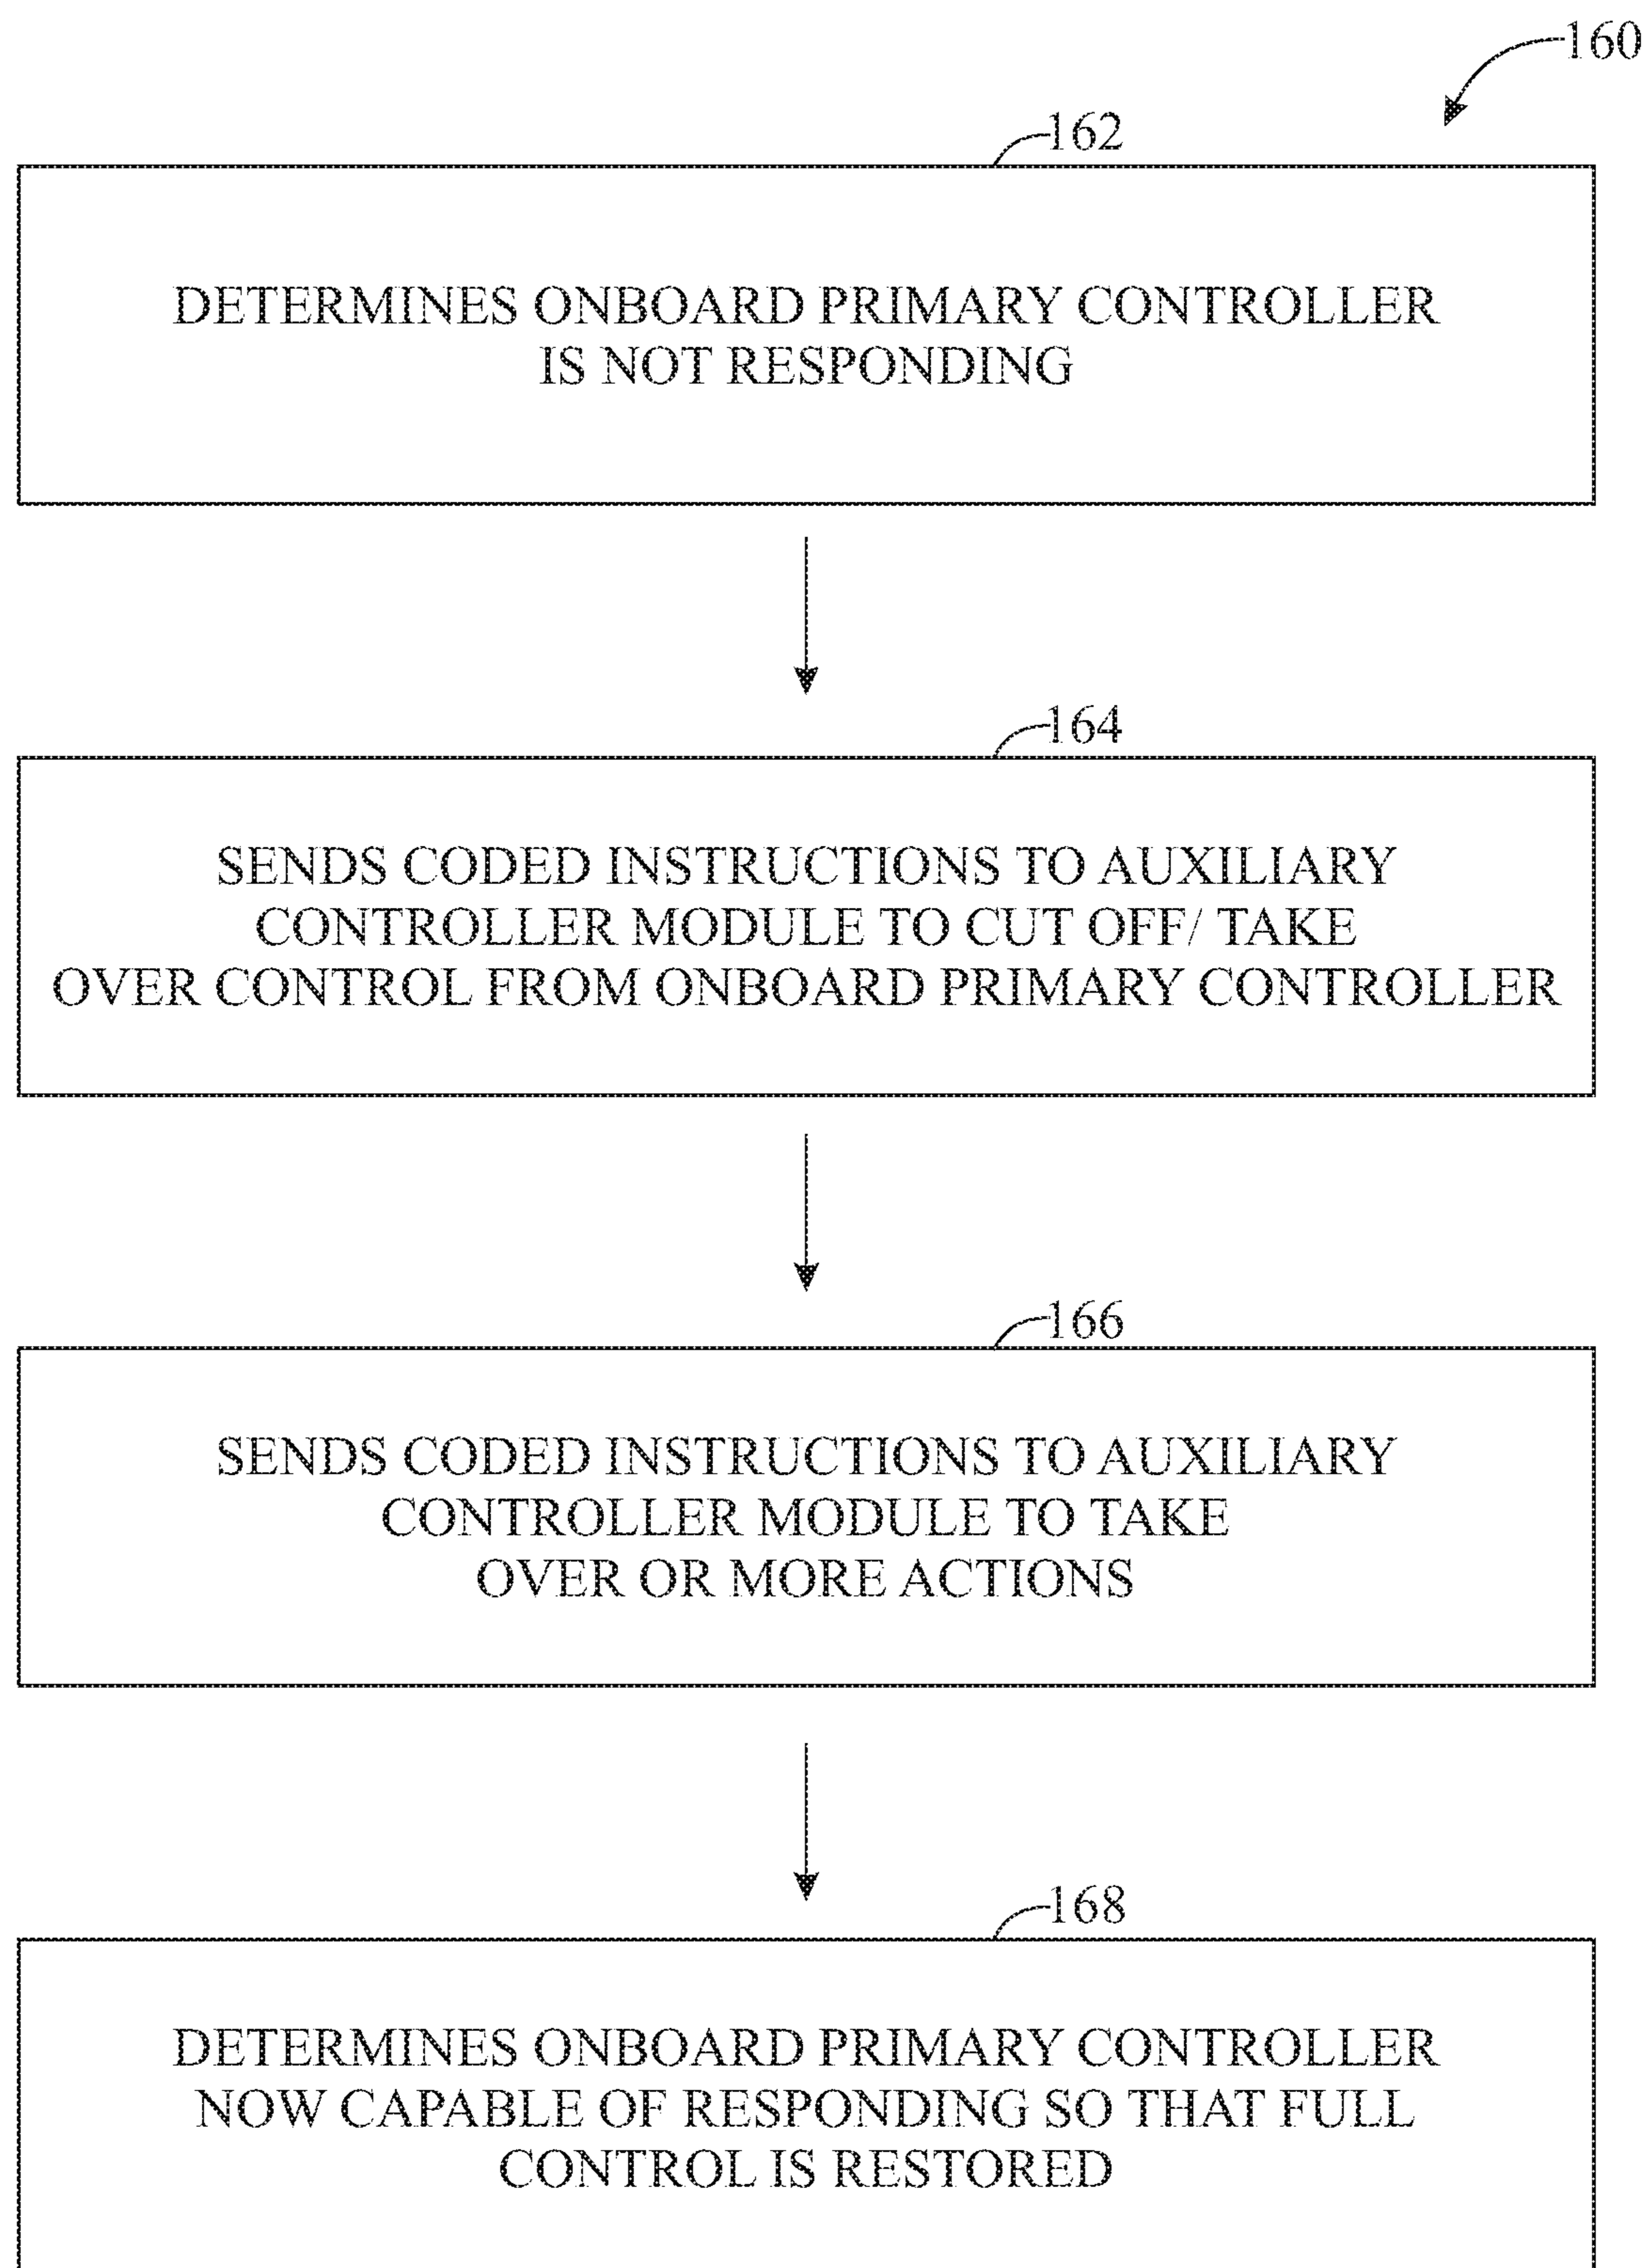 160
162
DETERMINES ONBOARD PRIMARY CONTROLLER
IS NOT RESPONDING
164
SENDS CODED INSTRUCTIONS TO AUXILIARY
CONTROLLER MODULE TO CUT OFF/ TAKE
OVER CONTROL FROM ONBOARD PRIMARY CONTROLLER
166
SENDS CODED INSTRUCTIONS TO AUXILIARY
CONTROLLER MODULE TO TAKE
OVER OR MORE ACTIONS
168
DETERMINES ONBOARD PRIMARY CONTROLLER
NOW CAPABLE OF RESPONDING SO THAT FULL
CONTROL IS RESTORED